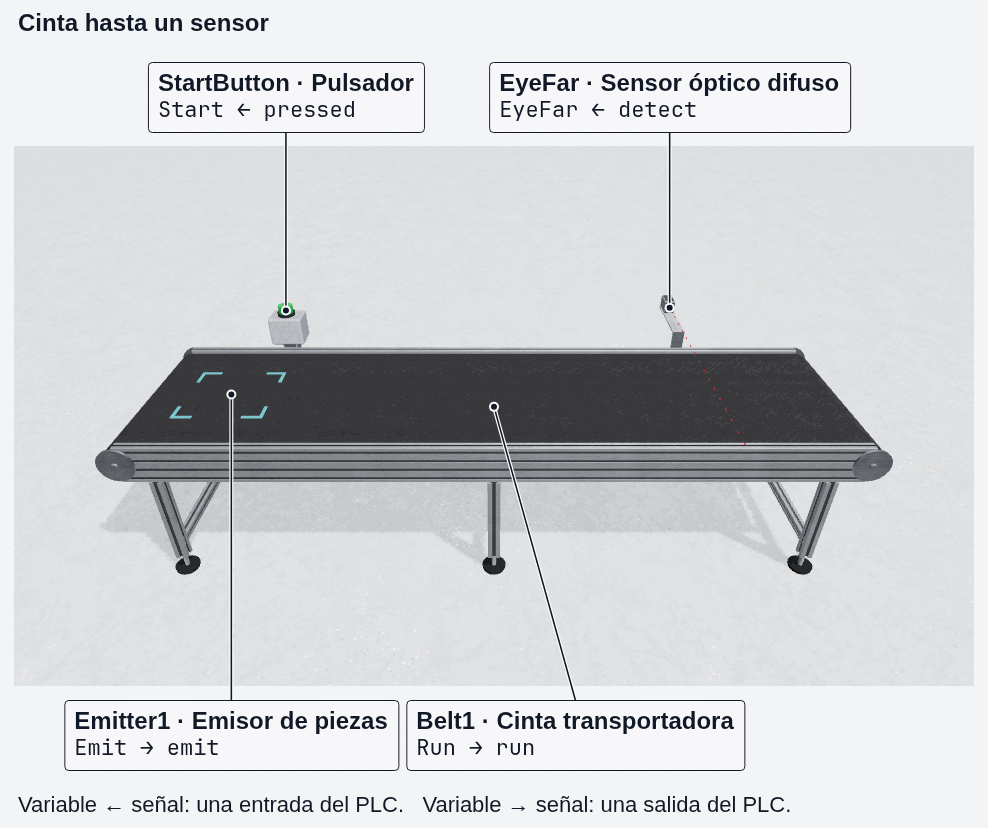 Cinta hasta un sensor
StartButton · Pulsador
Start ← pressed
EyeFar · Sensor óptico difuso
EyeFar ← detect
Emitter1 · Emisor de piezas
Emit → emit
Belt1 · Cinta transportadora
Run → run
Variable ← señal: una entrada del PLC. Variable → señal: una salida del PLC.